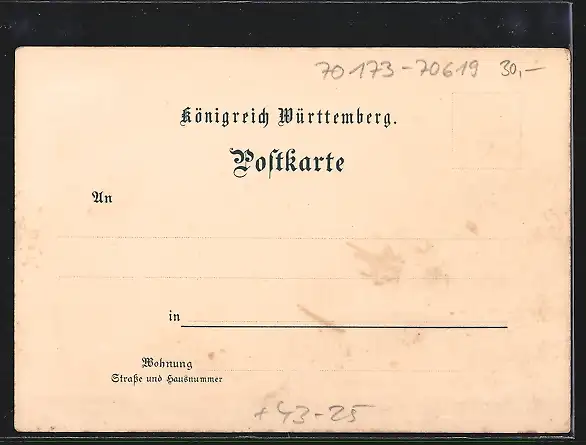 70173-70619 30,-
Königreich Württemberg.
Postkarte
An
in
Wohnung
Straße und Hausnummer
+43-25